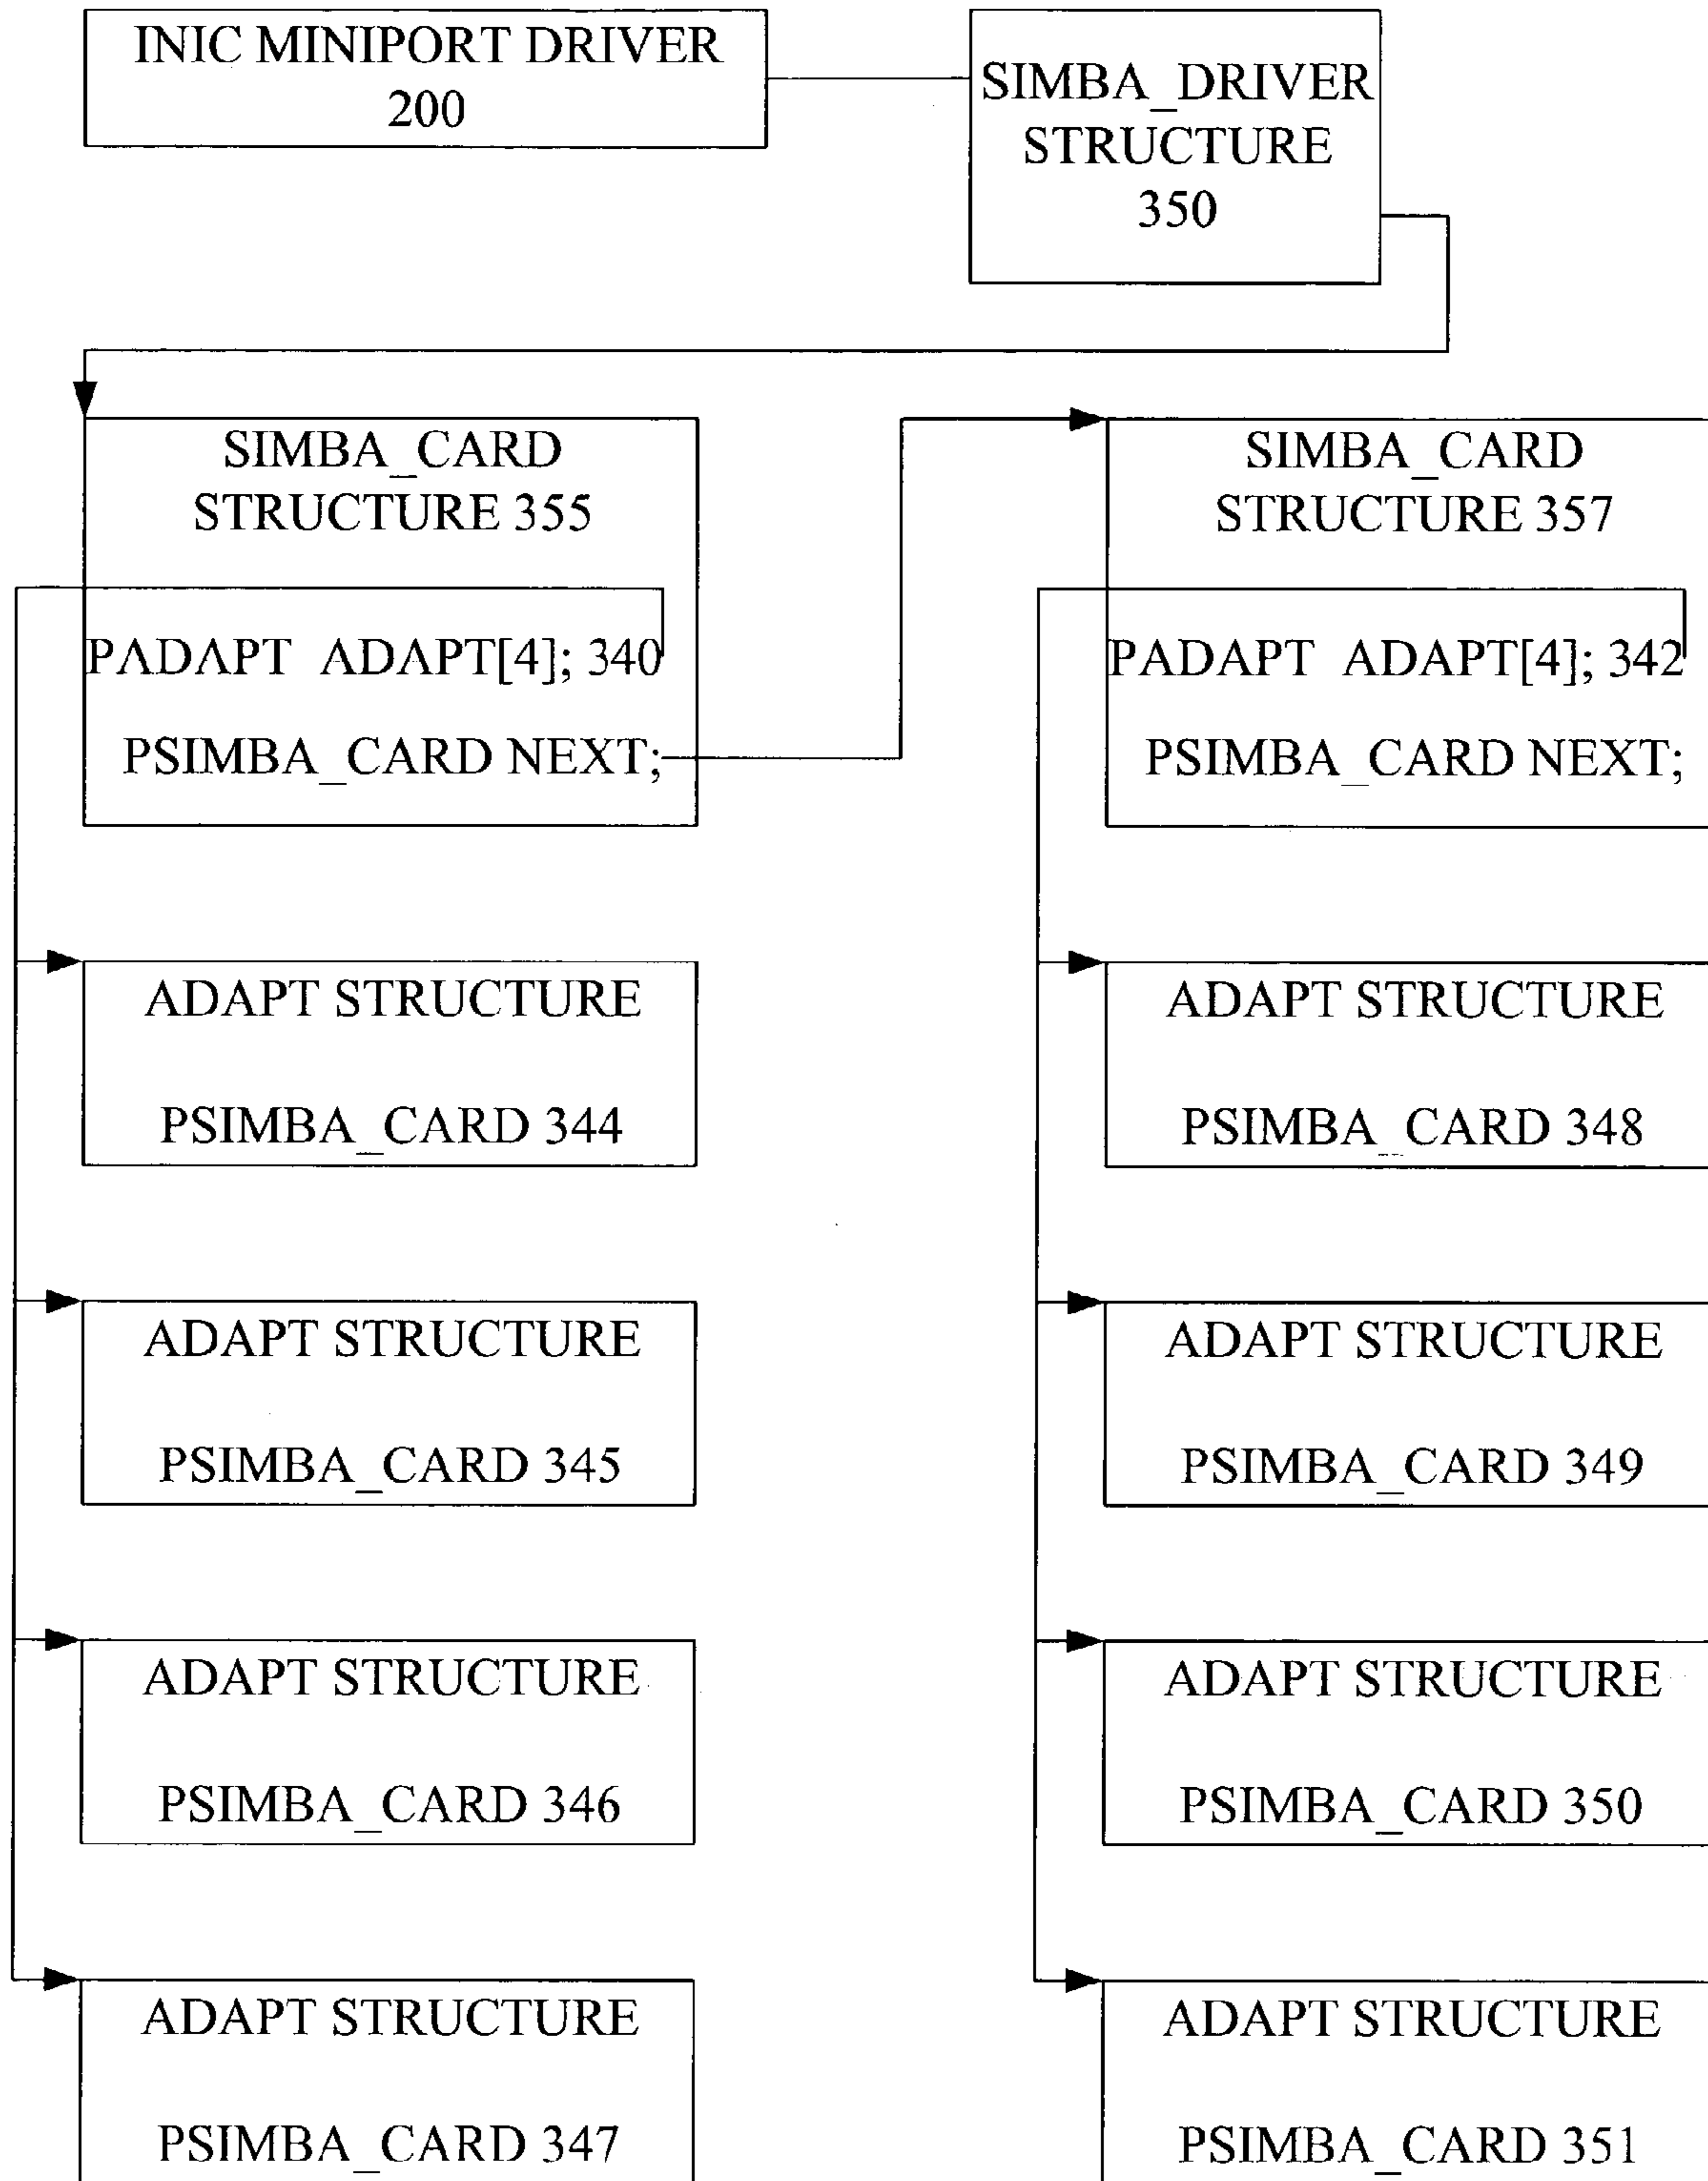 INIC MINIPORT DRIVER
200
SIMBA_DRIVER
STRUCTURE
350
SIMBA_CARD
STRUCTURE 355
PADAPT ADAPT[4]; 340
PSIMBA_CARD NEXT;
SIMBA_CARD
STRUCTURE 357
PADAPT ADAPT[4]; 342
PSIMBA_CARD NEXT;
ADAPT STRUCTURE
PSIMBA_CARD 344
ADAPT STRUCTURE
PSIMBA_CARD 348
ADAPT STRUCTURE
PSIMBA_CARD 345
ADAPT STRUCTURE
PSIMBA_CARD 349
ADAPT STRUCTURE
PSIMBA_CARD 346
ADAPT STRUCTURE
PSIMBA_CARD 350
ADAPT STRUCTURE
PSIMBA_CARD 347
ADAPT STRUCTURE
PSIMBA_CARD 351